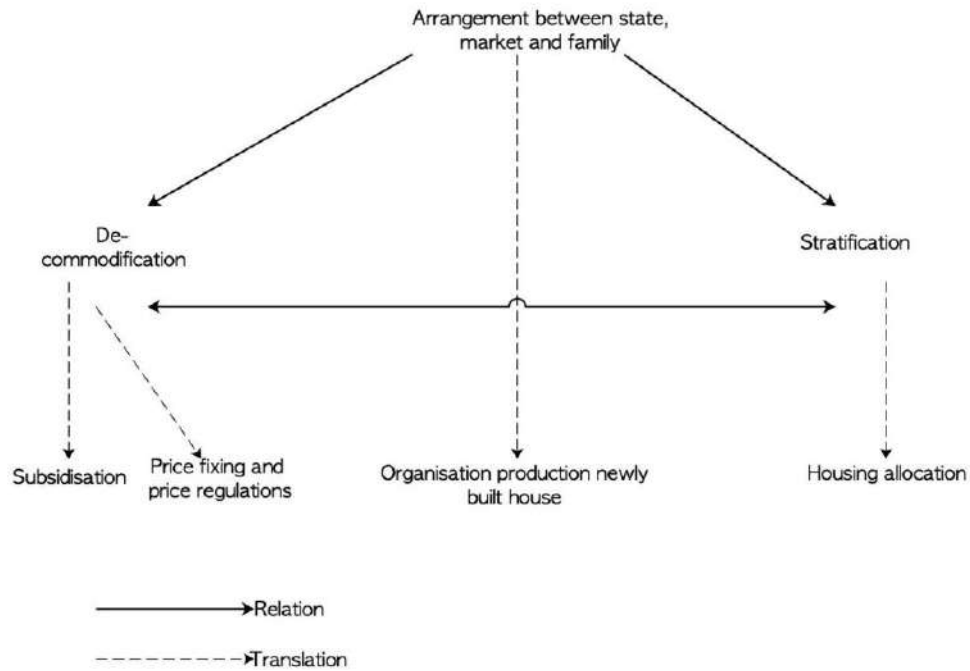 Arrangement between state,
market and family
De-
commodification
Stratification
Subsidisation
Price fixing and
price regulations
Organisation production newly
built house
Housing allocation
Relation
Translation